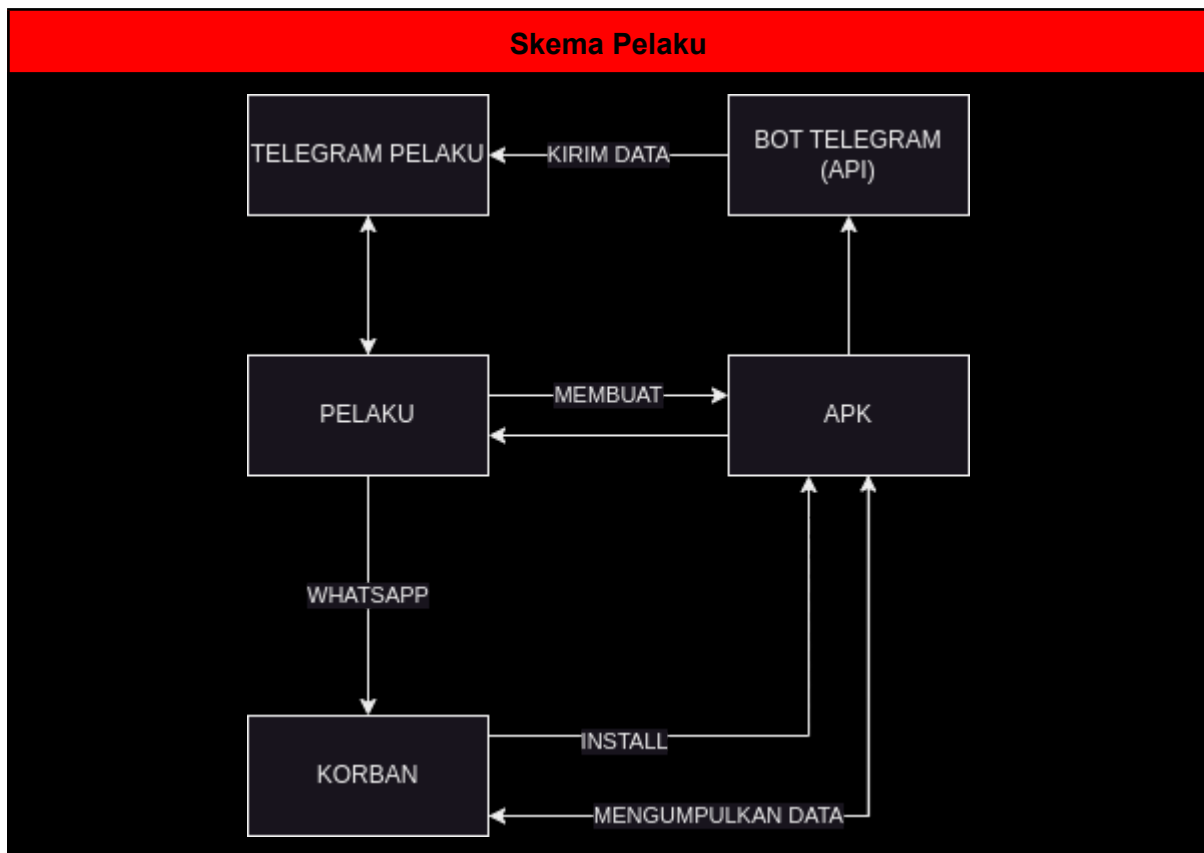 Skema Pelaku
TELEGRAM PELAKU
KIRIM DATA
BOT TELEGRAM
(API)
PELAKU
MEMBUAT
APK
WHATSAPP
KORBAN
INSTALL
MENGUMPULKAN DATA